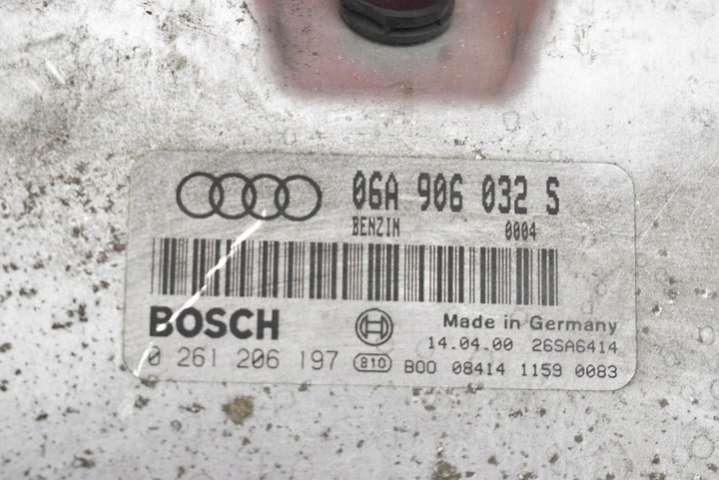 06A 906 032 S
BENZIN 0004
BOSCH
Made in Germany
14.04.00 26SA6414
0 261 206 197 810 B00 08414 1159 0083